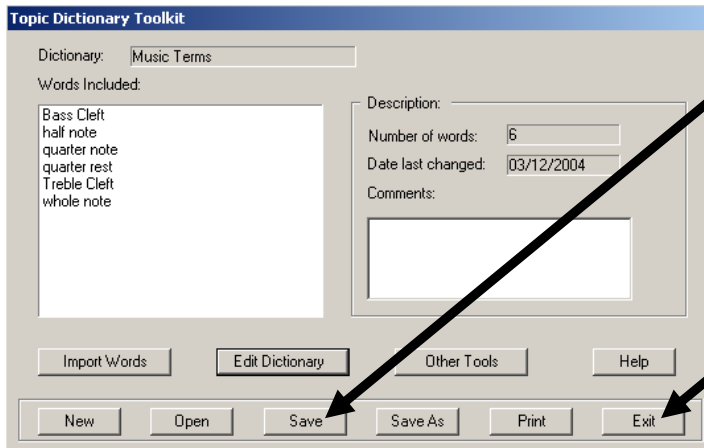 Topic Dictionary Toolkit
Dictionary: Music Terms
Words Included:
Bass Cleft
half note
quarter note
quarter rest
Treble Cleft
whole note
Description:
Number of words: 6
Date last changed: 03/12/2004
Comments:
Import Words Edit Dictionary Other Tools Help
New Open Save Save As Print Exit